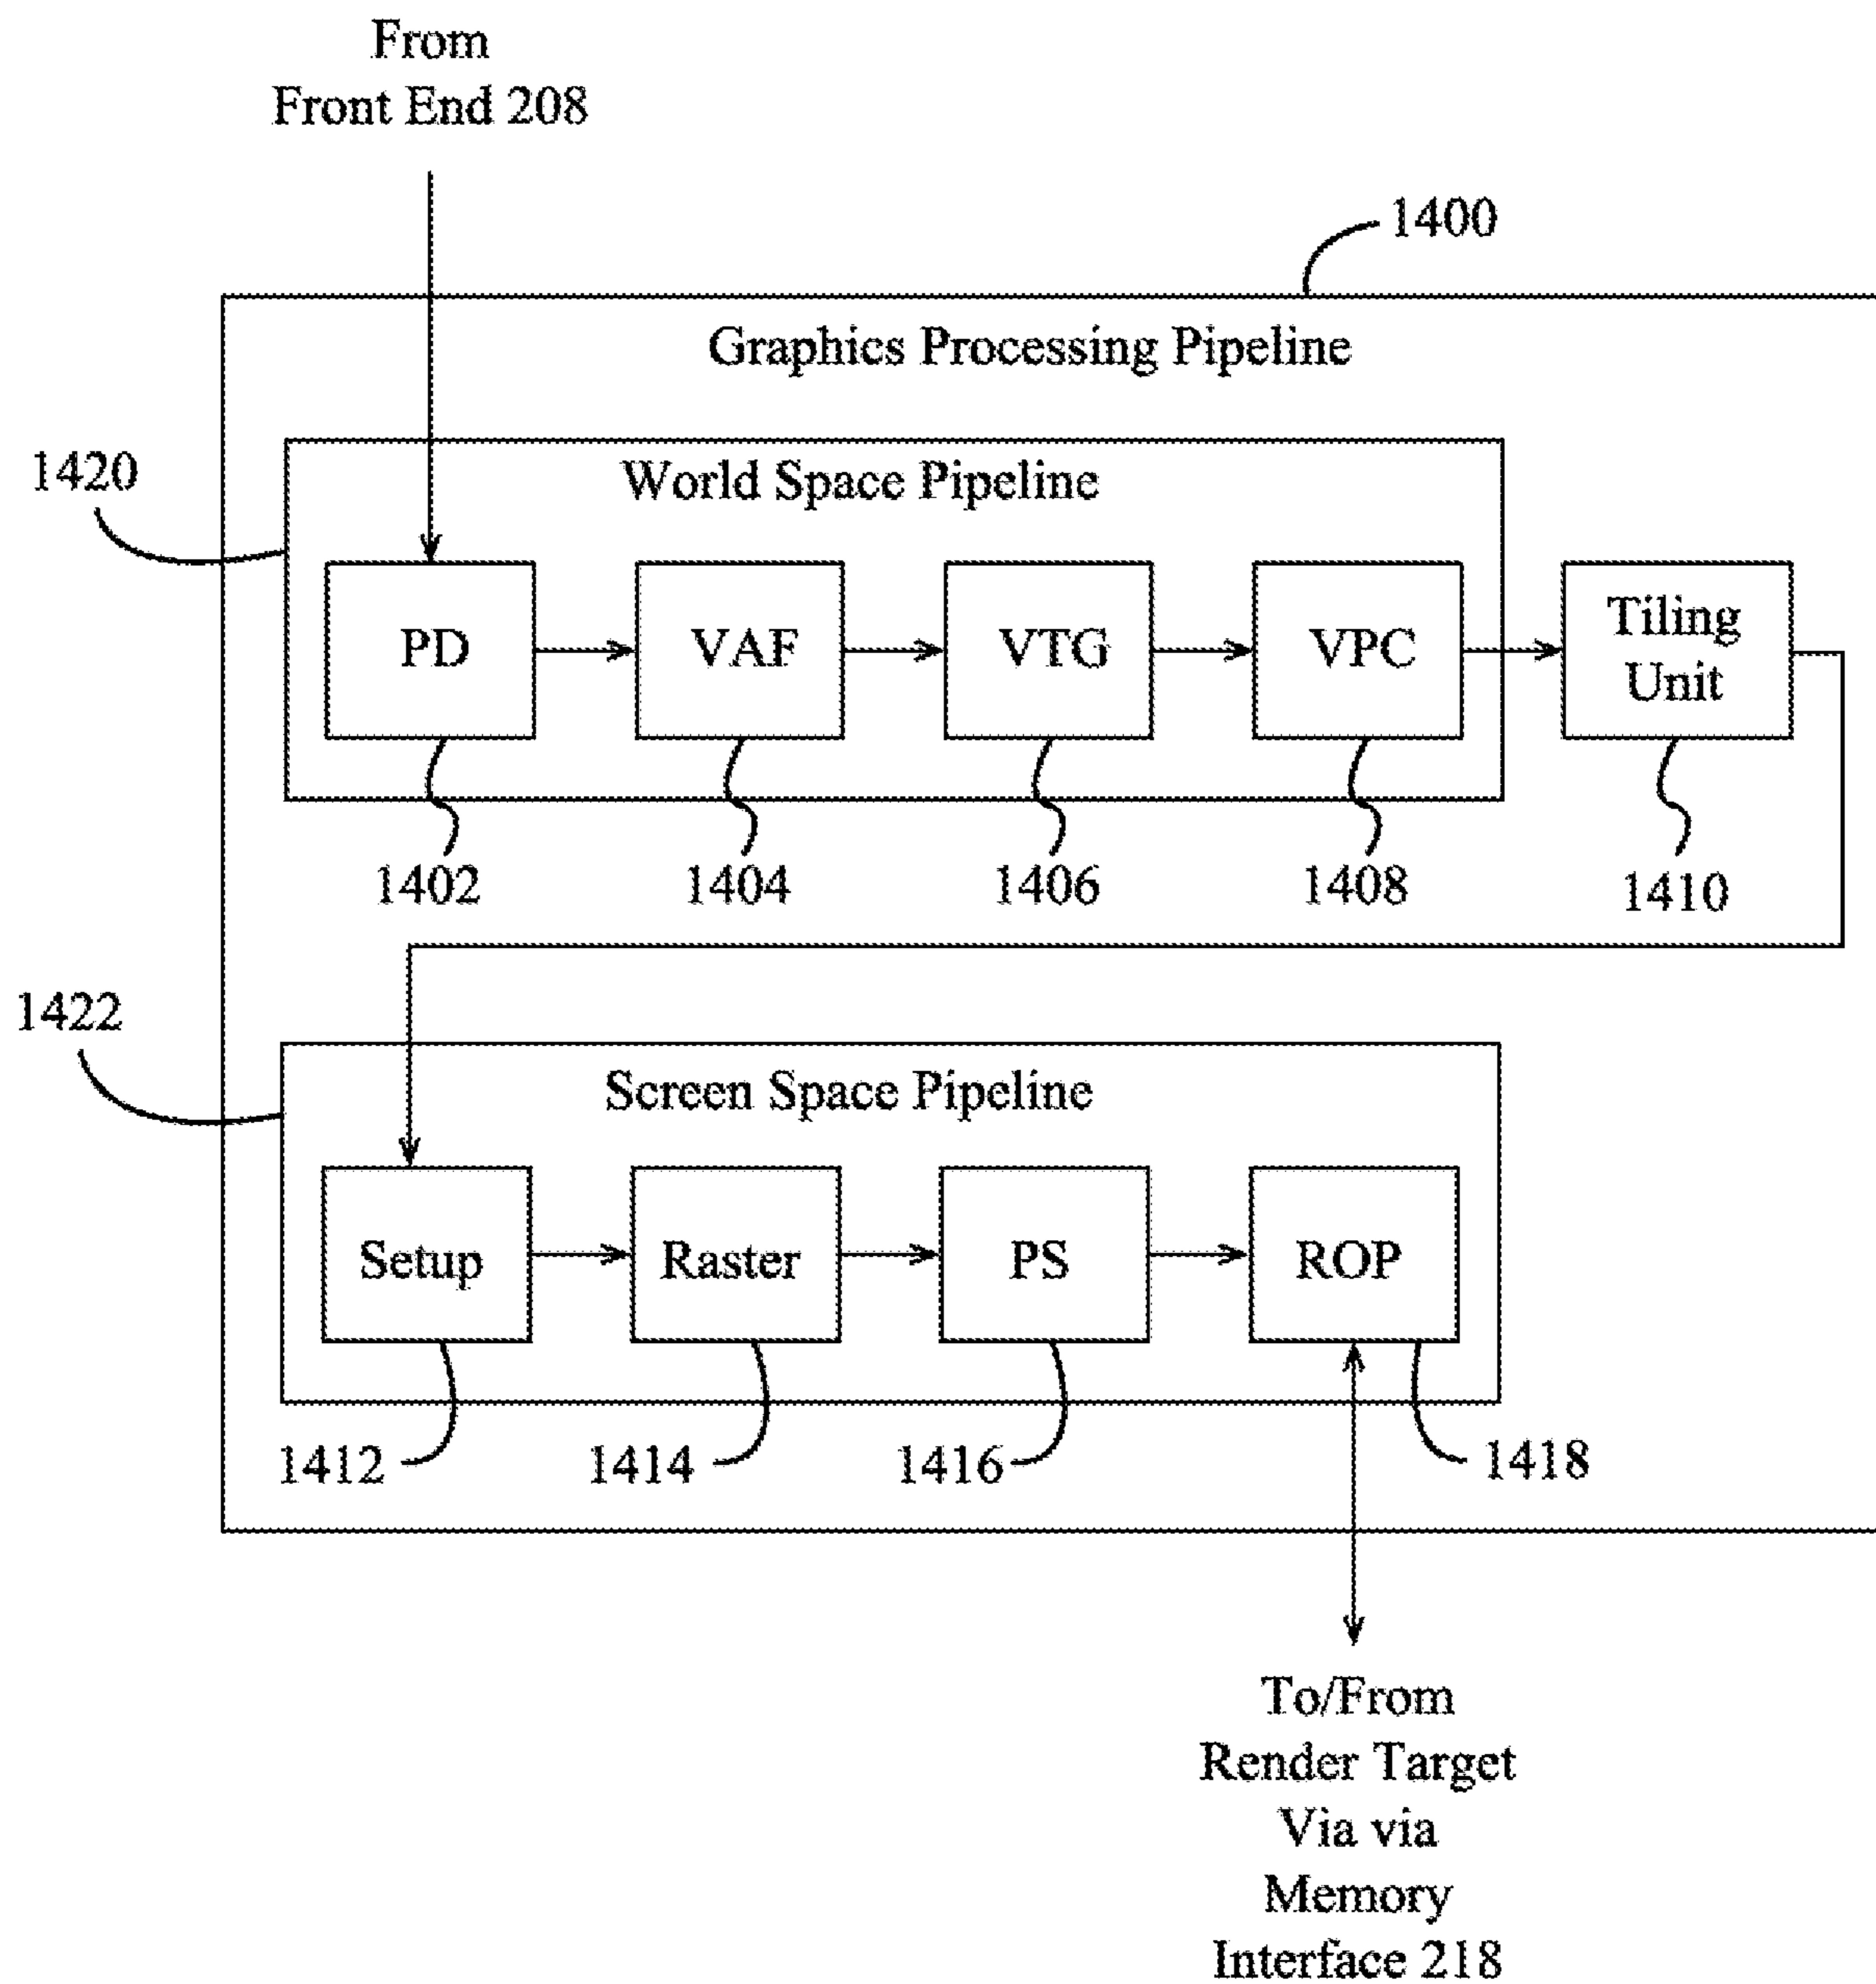 From
Front End 208
1400
Graphics Processing Pipeline
1420
World Space Pipeline
PD
VAF
VTG
VPC
Tiling
Unit
1402
1404
1406
1408
1410
1422
Screen Space Pipeline
Setup
Raster
PS
ROP
1412
1414
1416
1418
To/From
Render Target
Via via
Memory
Interface 218